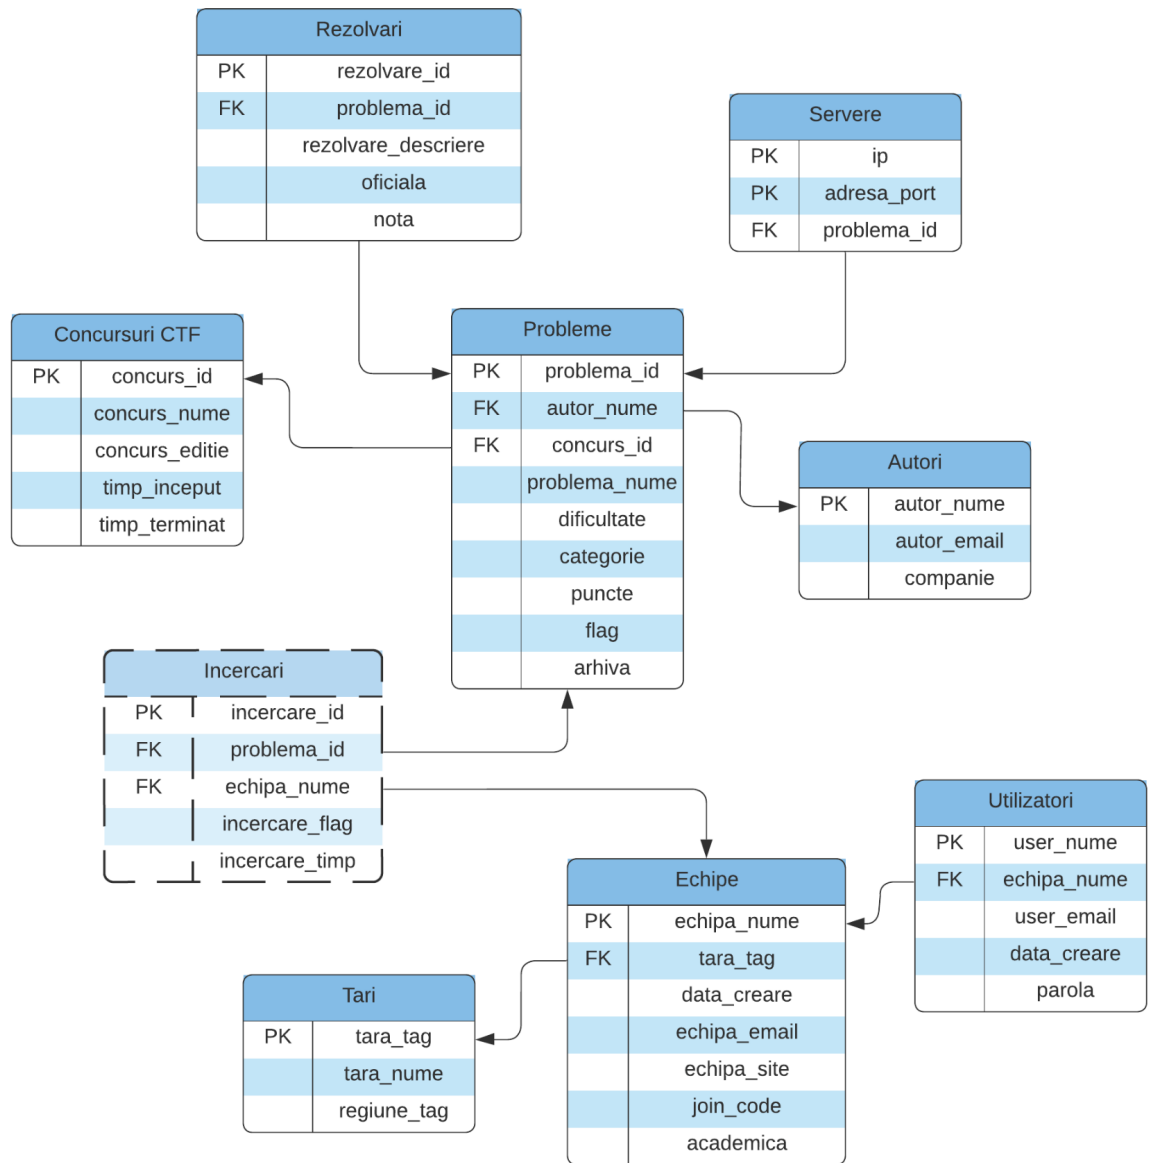 Rezolvari
PK rezolvare_id
FK problema_id
rezolvare_descriere
oficiala
nota
Servere
PK ip
PK adresa_port
FK problema_id
Concursuri CTF
PK concurs_id
concurs_nume
concurs_editie
timp_inceput
timp_terminat
Probleme
PK problema_id
FK autor_nume
FK concurs_id
problema_nume
dificultate
categorie
puncte
flag
arhiva
Autori
PK autor_nume
autor_email
companie
Incercari
PK incercare_id
FK problema_id
FK echipa_nume
incercare_flag
incercare_timp
Utilizatori
PK user_nume
FK echipa_nume
user_email
data_creare
parola
Echipe
PK echipa_nume
FK tara_tag
data_creare
echipa_email
echipa_site
join_code
academica
Tari
PK tara_tag
tara_nume
regiune_tag